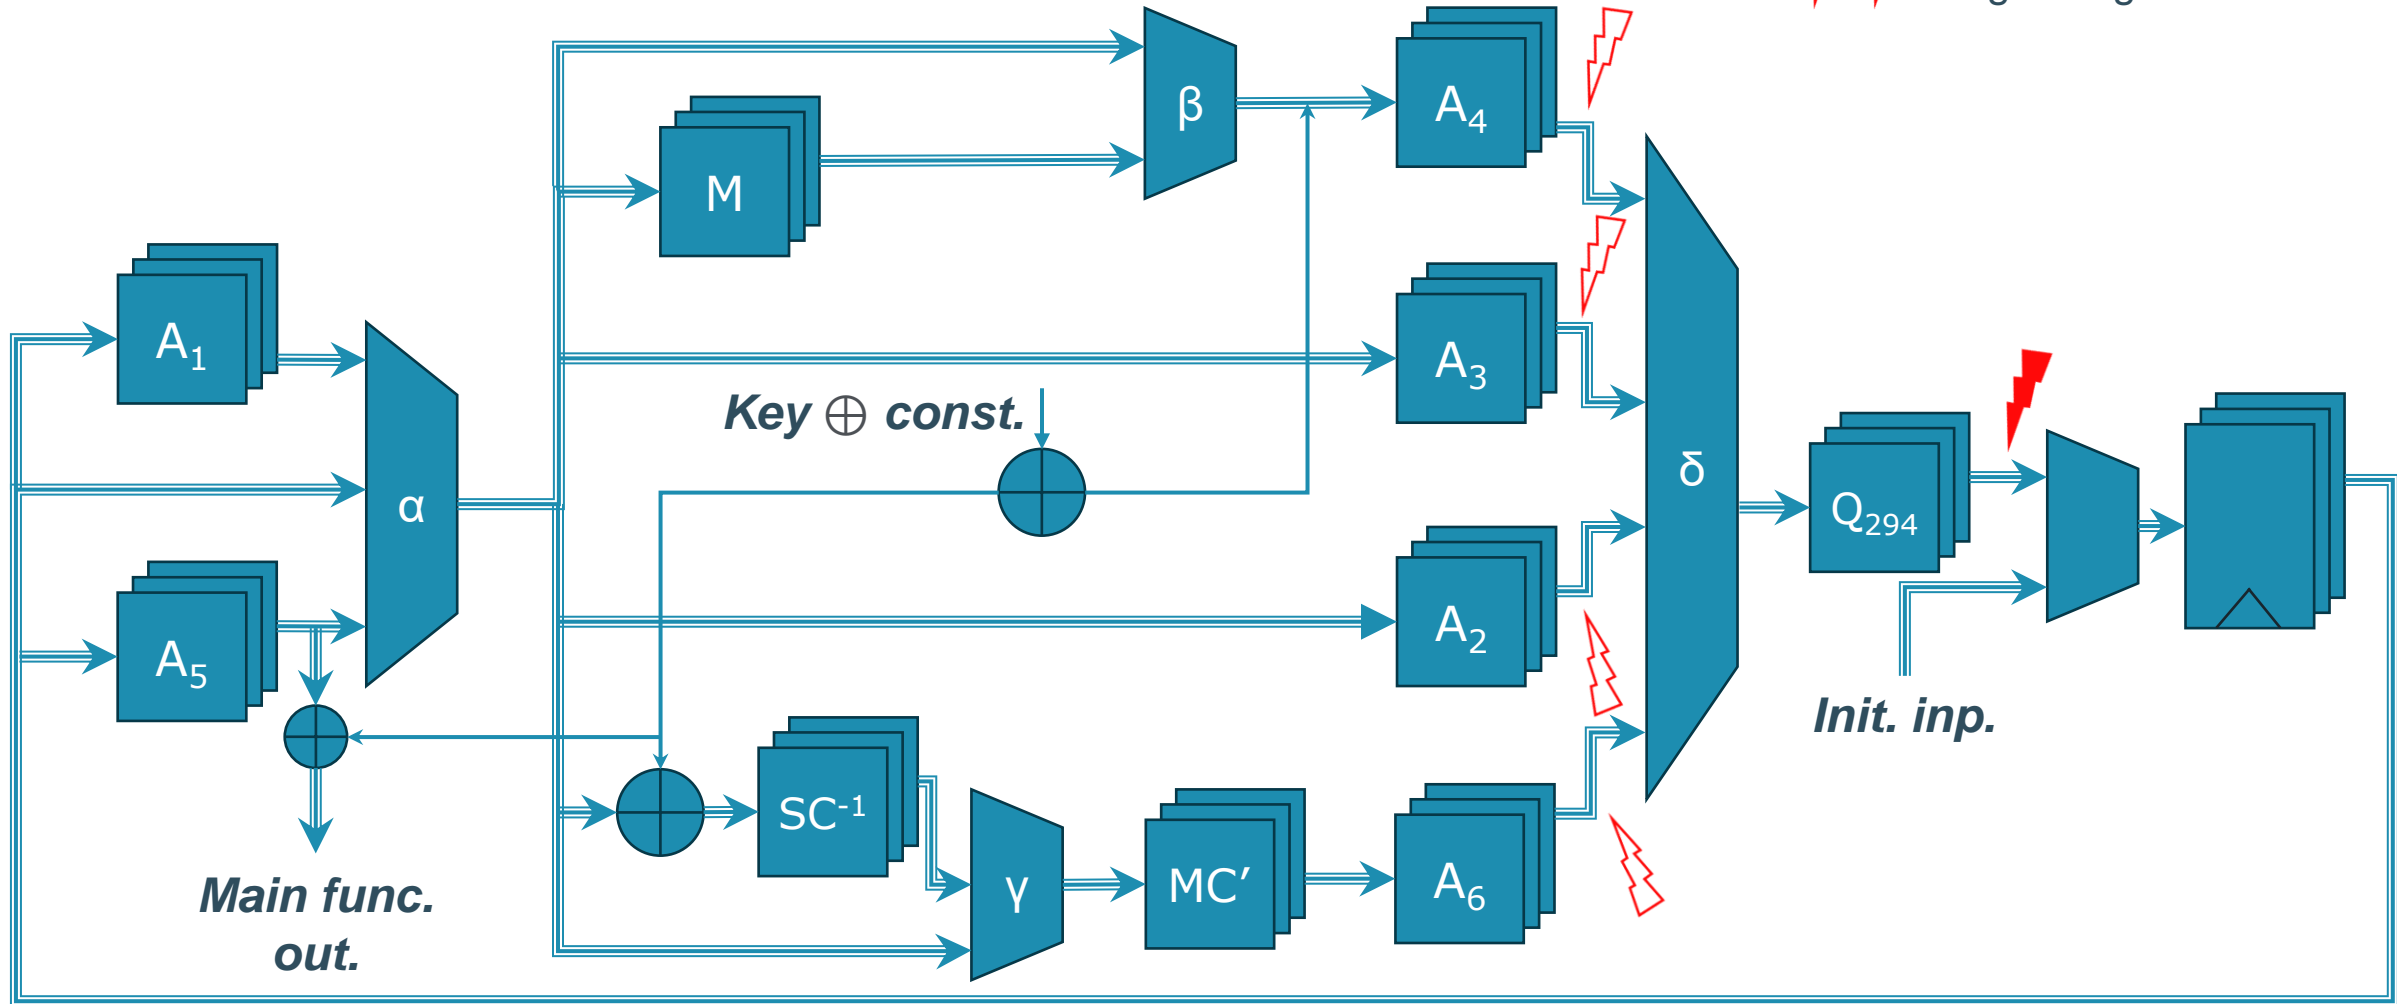 β
A4
M
A1
A3
Key ⊕ const.
α
δ
Q294
A2
A5
Init. inp.
SC-1
γ
MC′
A6
Main func.
out.